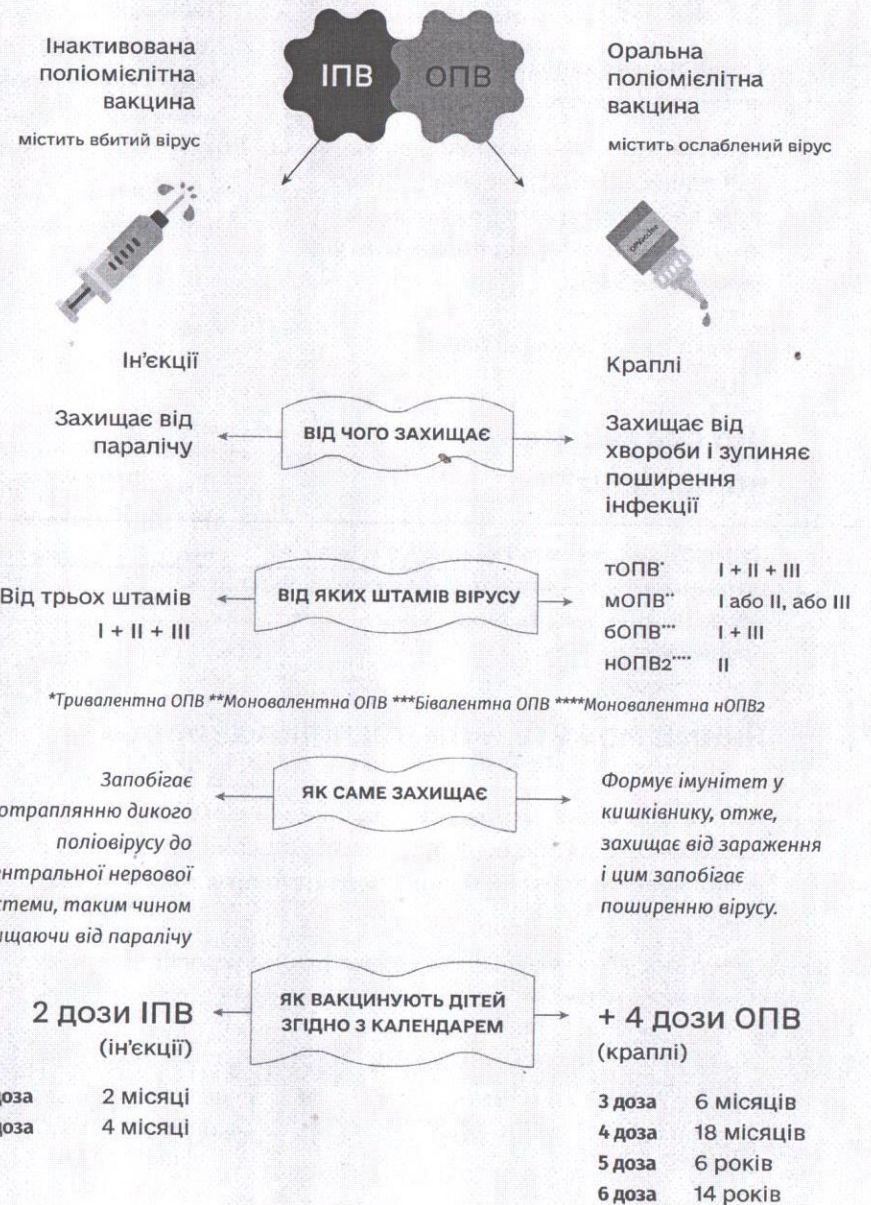 Інактивована
поліомієлітна
вакцина
містить вбитий вірус
ІПВ
ОПВ
Оральна
поліомієлітна
вакцина
містить ослаблений вірус
Ін'єкції
Краплі
Захищає від
паралічу
ВІД ЧОГО ЗАХИЩАЄ
Захищає від
хвороби і зупиняє
поширення
інфекції
Від трьох штамів
I + II + III
ВІД ЯКИХ ШТАМІВ ВІРУСУ
тОПВ* I + II + III
мОПВ** I або II, або III
бОПВ*** I + III
нОПВ2**** II
*Тривалентна ОПВ **Моновалентна ОПВ ***Бівалентна ОПВ ****Моновалентна нОПВ2
Запобігає
отраплянню дикого
поліовірусу до
ентральної нервової
стеми, таким чином
ищаючи від паралічу
ЯК САМЕ ЗАХИЩАЄ
Формує імунітет у
кишківнику, отже,
захищає від зараження
і цим запобігає
поширенню вірусу.
2 дози ІПВ
(ін'єкції)
ЯК ВАКЦИНУЮТЬ ДІТЕЙ
ЗГІДНО З КАЛЕНДАРЕМ
+ 4 дози ОПВ
(краплі)
доза 2 місяці
доза 4 місяці
3 доза 6 місяців
4 доза 18 місяців
5 доза 6 років
6 доза 14 років